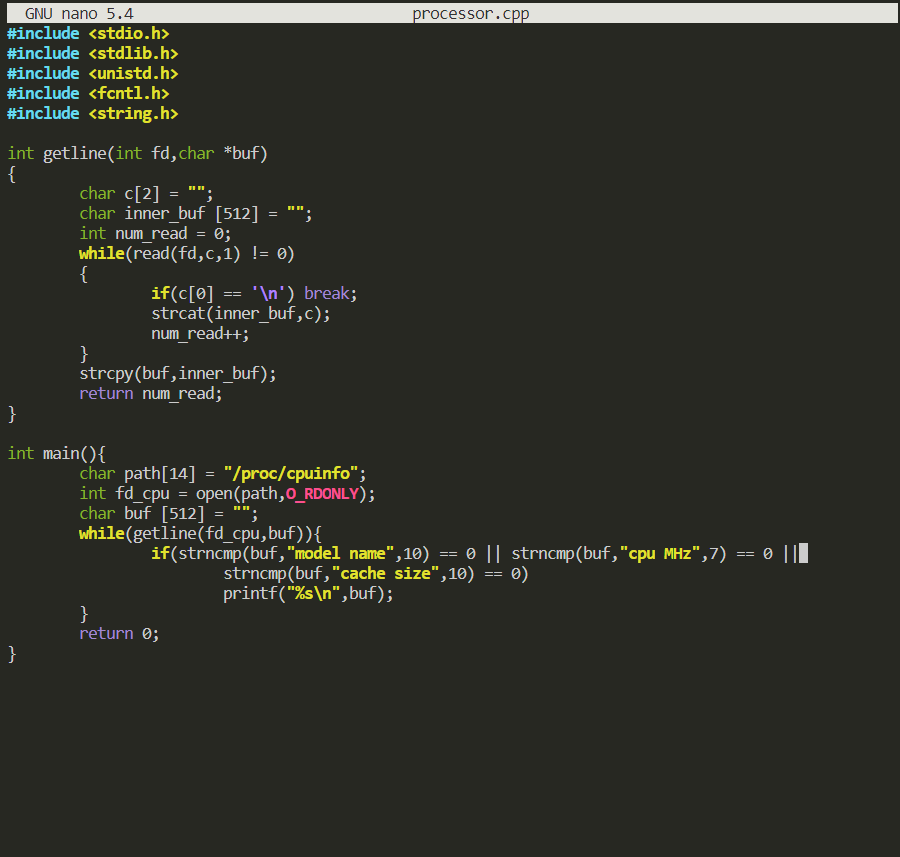 GNU nano 5.4 processor.cpp
#include <stdio.h>
#include <stdlib.h>
#include <unistd.h>
#include <fcntl.h>
#include <string.h>
int getline(int fd,char *buf)
{
char c[2] = "";
char inner_buf [512] = "";
int num_read = 0;
while(read(fd,c,1) != 0)
{
if(c[0] == '\n') break;
strcat(inner_buf,c);
num_read++;
}
strcpy(buf,inner_buf);
return num_read;
}
int main(){
char path[14] = "/proc/cpuinfo";
int fd_cpu = open(path,O_RDONLY);
char buf [512] = "";
while(getline(fd_cpu,buf)){
if(strncmp(buf,"model name",10) == 0 || strncmp(buf,"cpu MHz",7) == 0 ||
strncmp(buf,"cache size",10) == 0)
printf("%s\n",buf);
}
return 0;
}